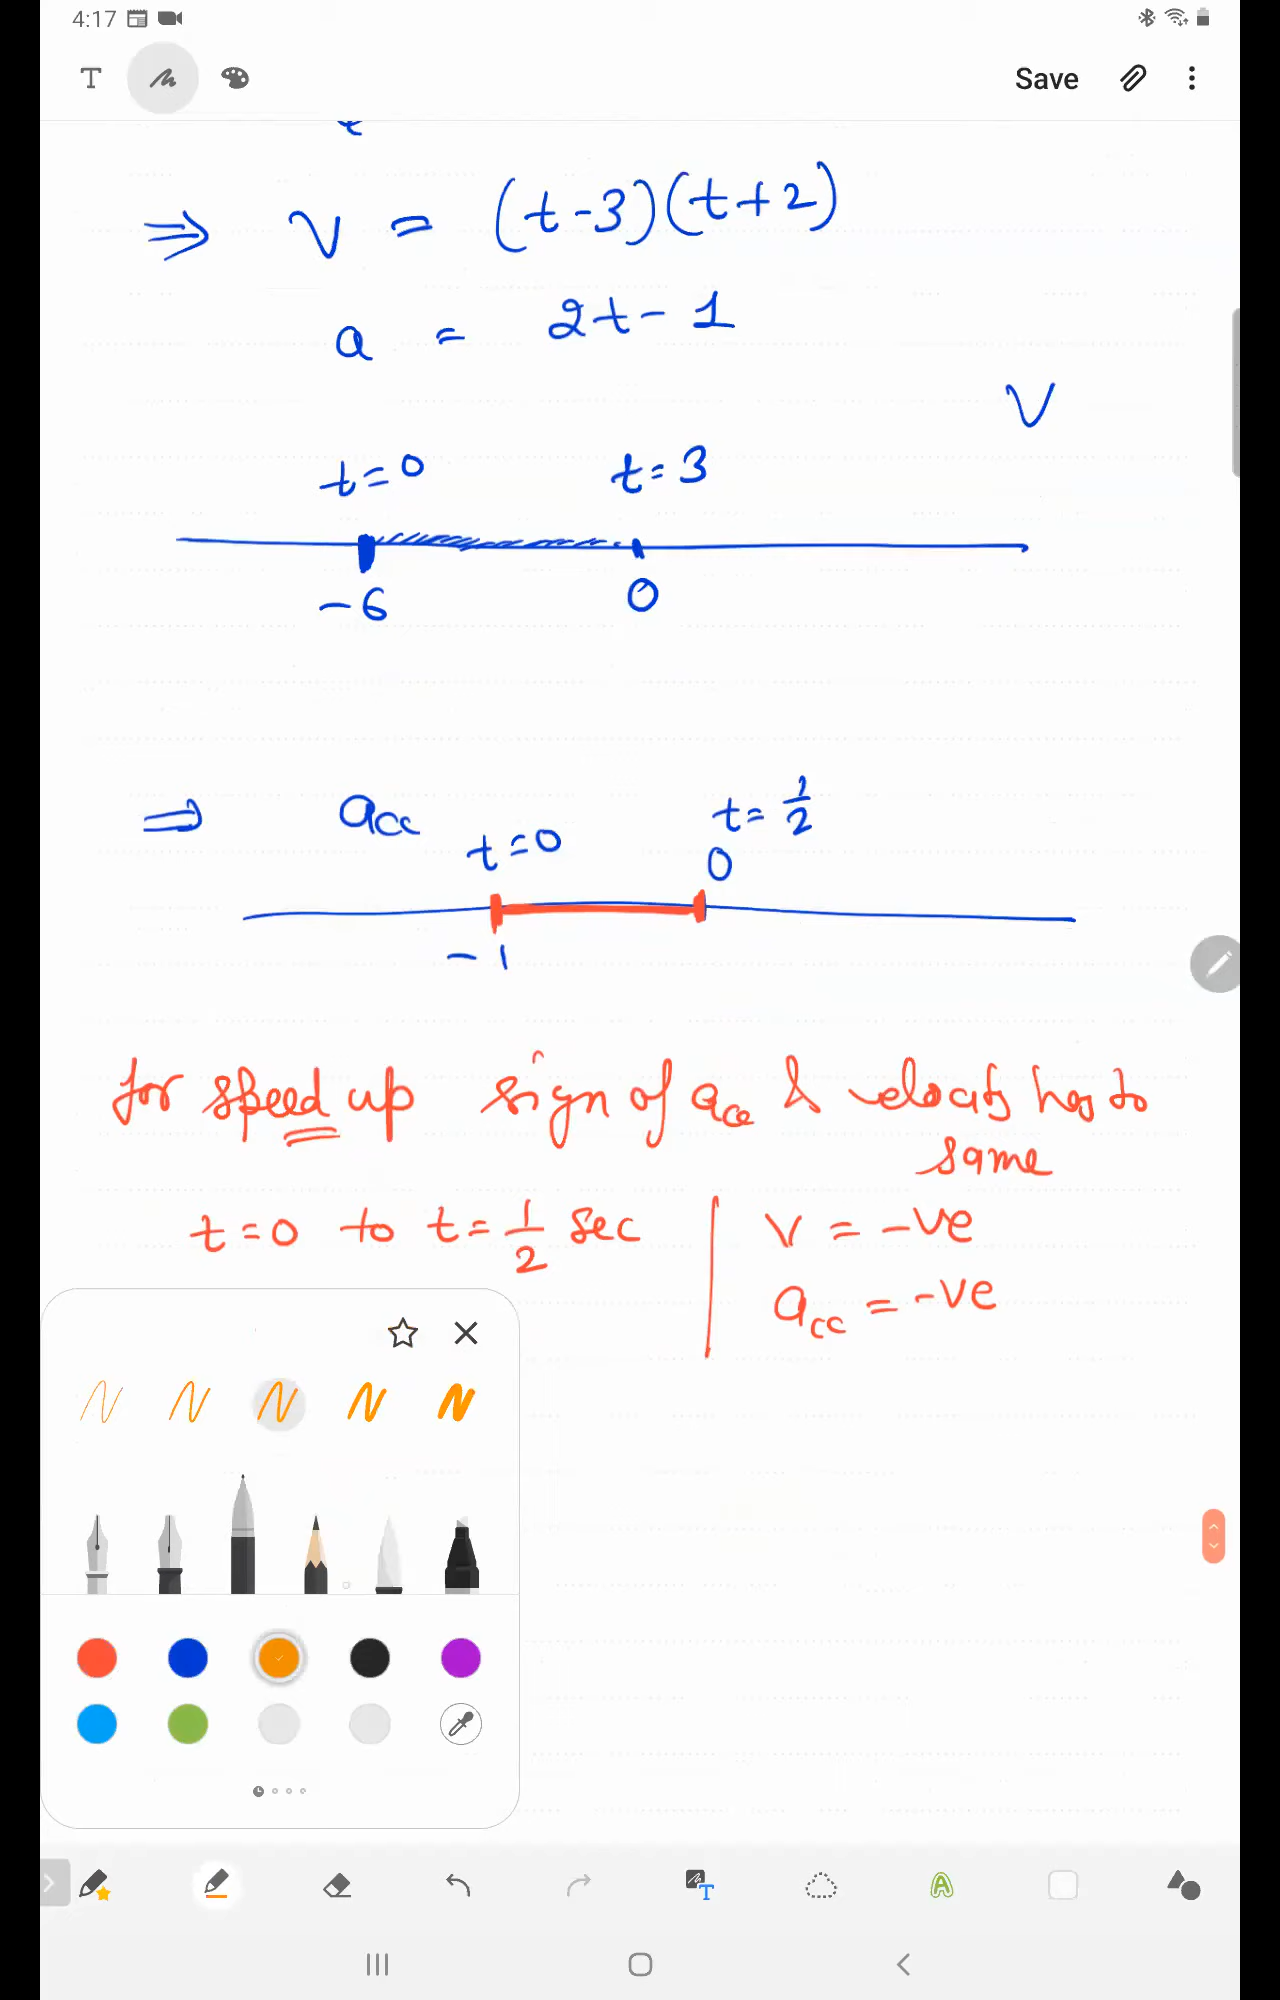 4:17
T
Save
t
⇒ V = (t-3)(t+2)
a = 2t - 1
V
t=0 t=3
-6 0
⇒ acc t=0 t=1/2
0
-1
for speed up sign of acc & velocity has to
same
t=0 to t=1/2 sec | v = -ve
acc = -ve
T
A